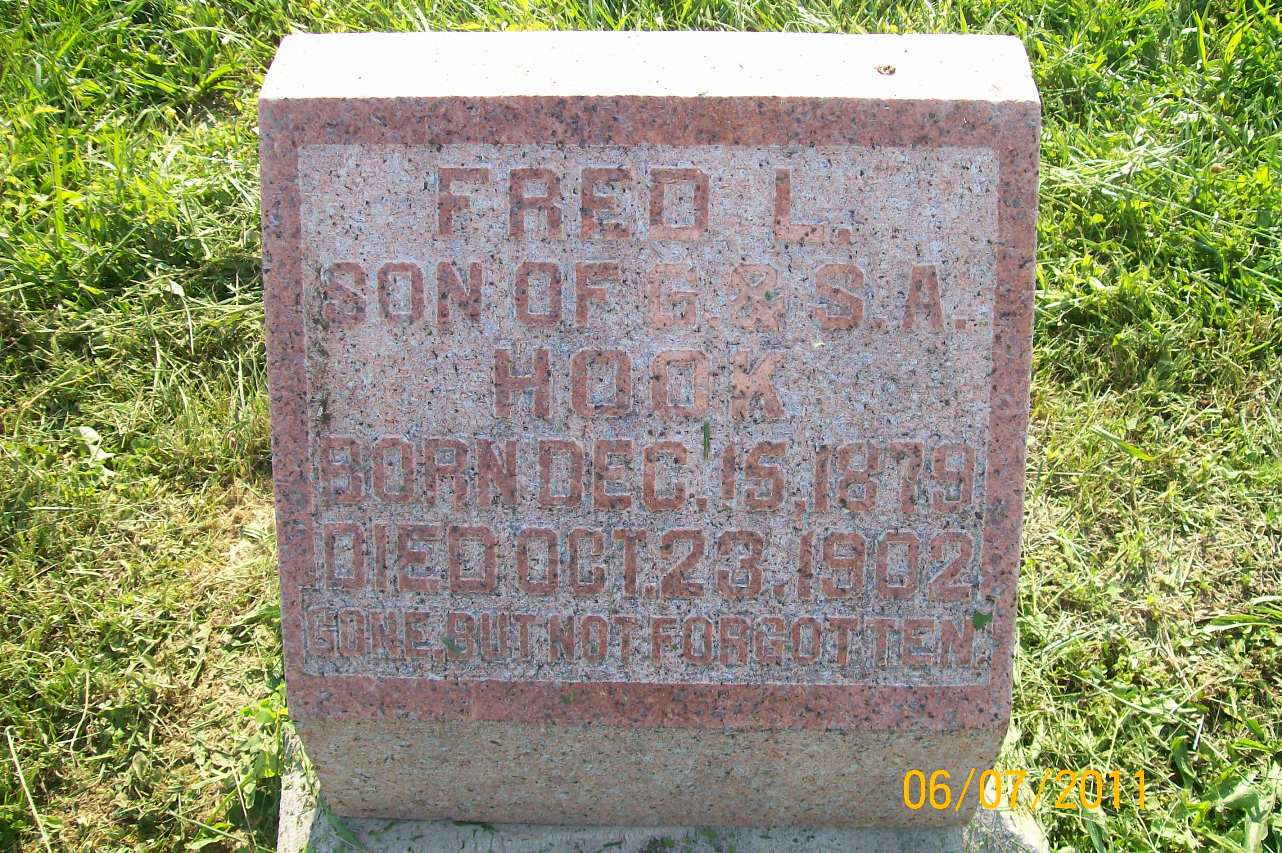 FRED L.
SON OF G. & S. A.
HOOK
BORN DEC. 15. 1879
DIED OCT. 23. 1902.
GONE, BUT NOT FORGOTTEN.
06/07/2011